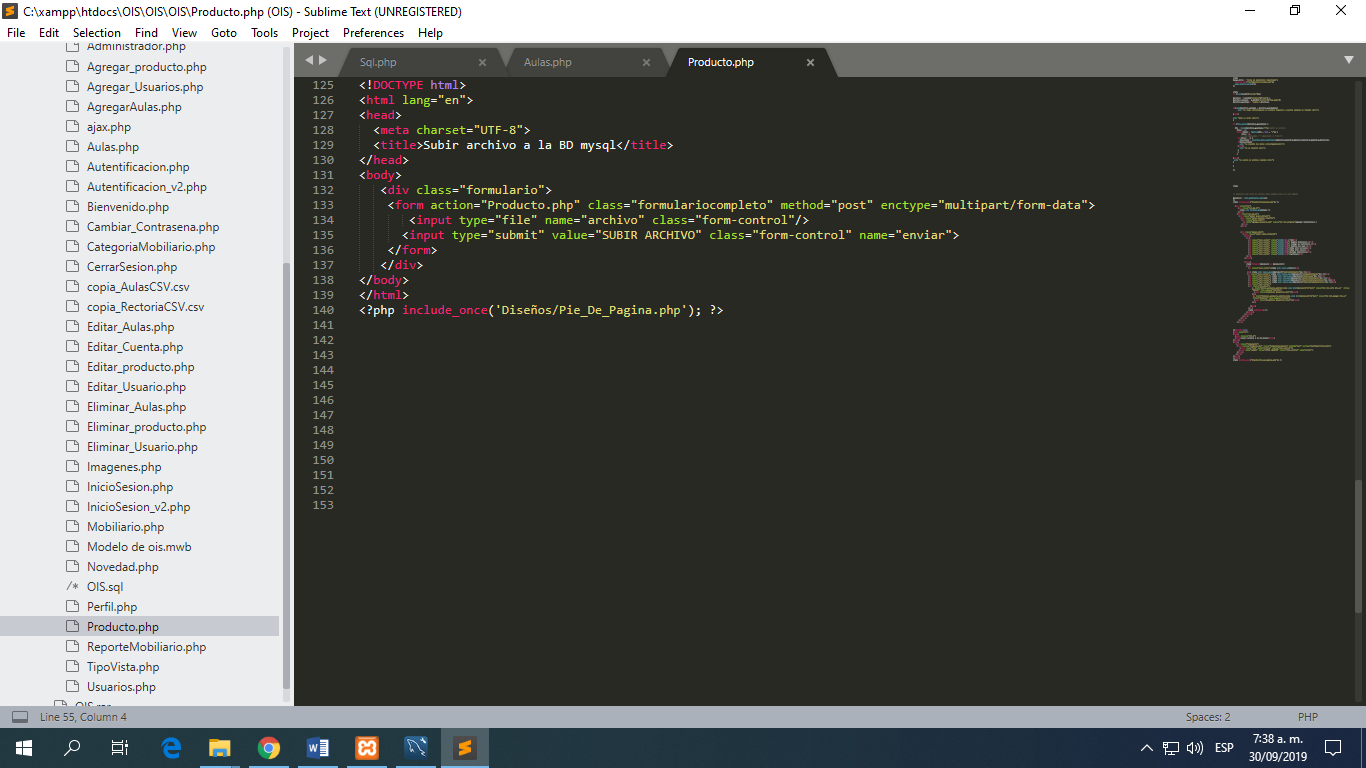 C:\xampp\htdocs\OIS\OIS\OIS\Producto.php (OIS) - Sublime Text (UNREGISTERED)
File Edit Selection Find View Goto Tools Project Preferences Help
Administrador.php
Agregar_producto.php
Agregar_Usuarios.php
AgregarAulas.php
ajax.php
Aulas.php
Autentificacion.php
Autentificacion_v2.php
Bienvenido.php
Cambiar_Contrasena.php
CategoriaMobiliario.php
CerrarSesion.php
copia_AulasCSV.csv
copia_RectoriaCSV.csv
Editar_Aulas.php
Editar_Cuenta.php
Editar_producto.php
Editar_Usuario.php
Eliminar_Aulas.php
Eliminar_producto.php
Eliminar_Usuario.php
Imagenes.php
InicioSesion.php
InicioSesion_v2.php
Mobiliario.php
Modelo de ois.mwb
Novedad.php
/* OIS.sql
Perfil.php
Producto.php
ReporteMobiliario.php
TipoVista.php
Usuarios.php
OIS.rar
Sql.php Aulas.php Producto.php
125 <!DOCTYPE html>
126 <html lang="en">
127 <head>
128 <meta charset="UTF-8">
129 <title>Subir archivo a la BD mysql</title>
130 </head>
131 <body>
132 <div class="formulario">
133 <form action="Producto.php" class="formulariocompleto" method="post" enctype="multipart/form-data">
134 <input type="file" name="archivo" class="form-control"/>
135 <input type="submit" value="SUBIR ARCHIVO" class="form-control" name="enviar">
136 </form>
137 </div>
138 </body>
139 </html>
140 <?php include_once('Diseños/Pie_De_Pagina.php'); ?>
141
142
143
144
145
146
147
148
149
150
151
152
153
Line 55, Column 4 Spaces: 2 PHP
ESP
7:38 a. m.
30/09/2019